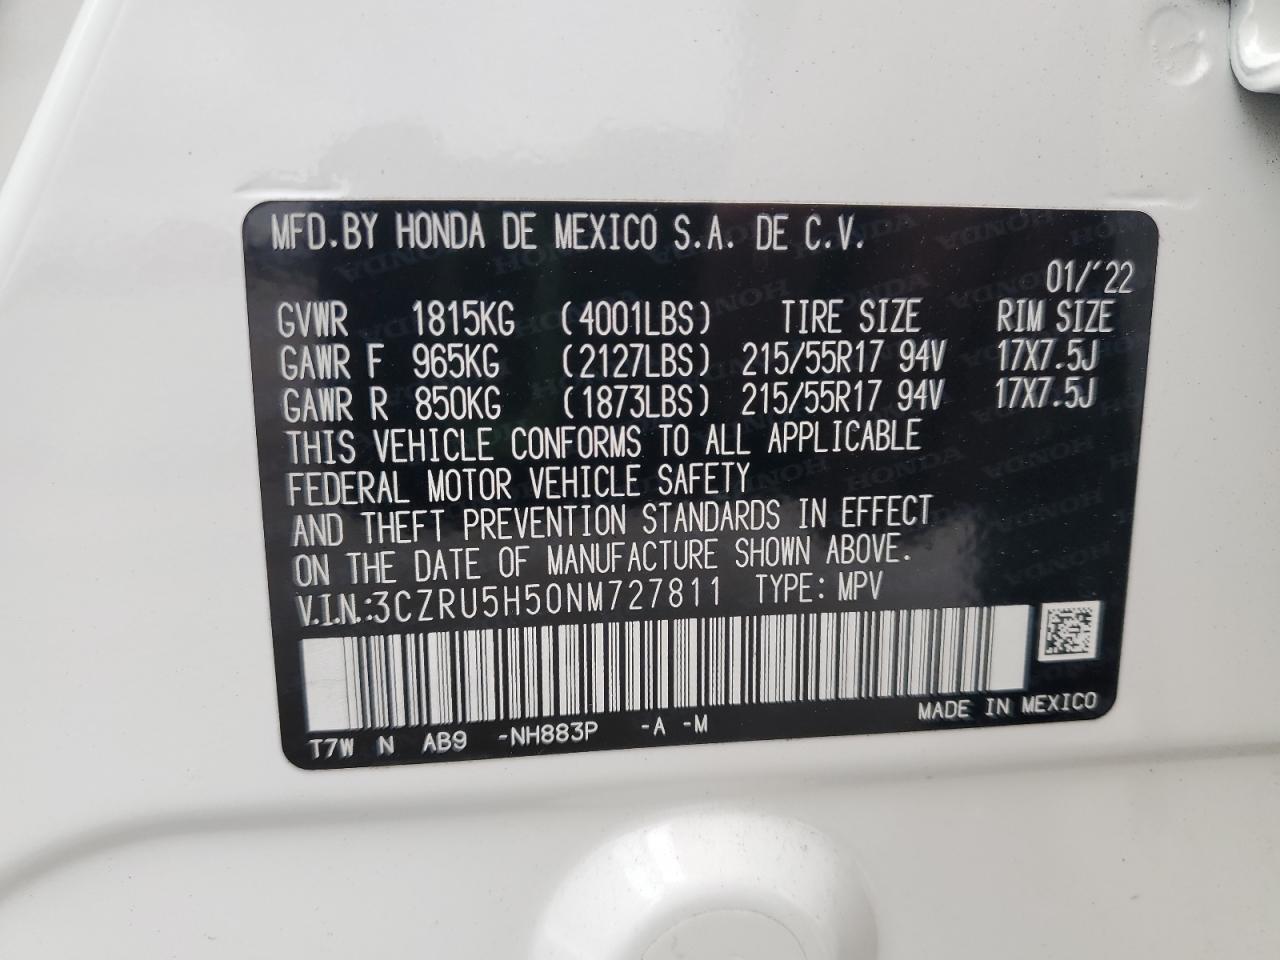 MFD.BY HONDA DE MEXICO S.A. DE C.V.
01/'22
GVWR 1815KG (4001LBS) TIRE SIZE RIM SIZE
GAWR F 965KG (2127LBS) 215/55R17 94V 17X7.5J
GAWR R 850KG (1873LBS) 215/55R17 94V 17X7.5J
THIS VEHICLE CONFORMS TO ALL APPLICABLE
FEDERAL MOTOR VEHICLE SAFETY
AND THEFT PREVENTION STANDARDS IN EFFECT
ON THE DATE OF MANUFACTURE SHOWN ABOVE.
V.I.N.:3CZRU5H50NM727811 TYPE: MPV
MADE IN MEXICO
T7W N AB9 -NH883P -A -M